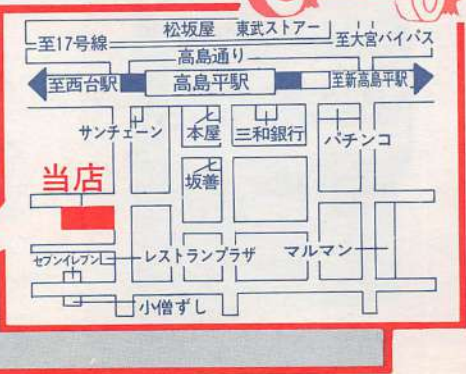 松坂屋 東武ストアー
至17号線 至大宮バイパス
高島通り
至西台駅 高島平駅 至新高島平駅
サンチェーン 本屋 三和銀行 パチンコ
当店 坂善
セブンイレブン レストランプラザ マルマン
小僧ずし